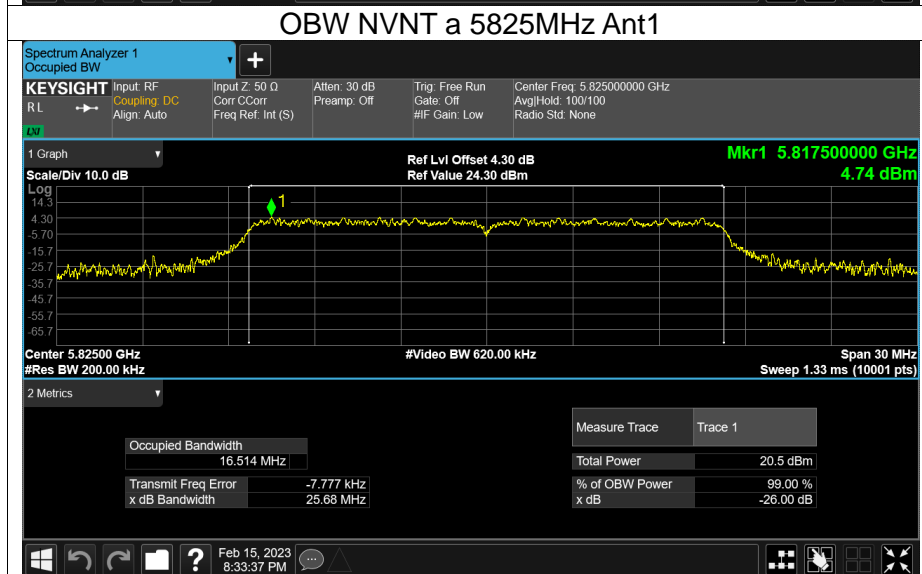 OBW NVNT a 5825MHz Ant1
Spectrum Analyzer 1
Occupied BW
+
KEYSIGHT Input: RF Input Z: 50 Ω Atten: 30 dB Trig: Free Run Center Freq: 5.825000000 GHz
R L Coupling: DC Corr CCorr Preamp: Off Gate: Off Avg|Hold: 100/100
Align: Auto Freq Ref: Int (S) #IF Gain: Low Radio Std: None
LXI
1 Graph Ref Lvl Offset 4.30 dB Mkr1 5.817500000 GHz
Scale/Div 10.0 dB Ref Value 24.30 dBm 4.74 dBm
Log
14.3
1
4.30
-5.70
-15.7
-25.7
-35.7
-45.7
-55.7
-65.7
Center 5.82500 GHz #Video BW 620.00 kHz Span 30 MHz
#Res BW 200.00 kHz Sweep 1.33 ms (10001 pts)
2 Metrics
Measure Trace Trace 1
Occupied Bandwidth
16.514 MHz Total Power 20.5 dBm
Transmit Freq Error -7.777 kHz % of OBW Power 99.00 %
x dB Bandwidth 25.68 MHz x dB -26.00 dB
? Feb 15, 2023
8:33:37 PM